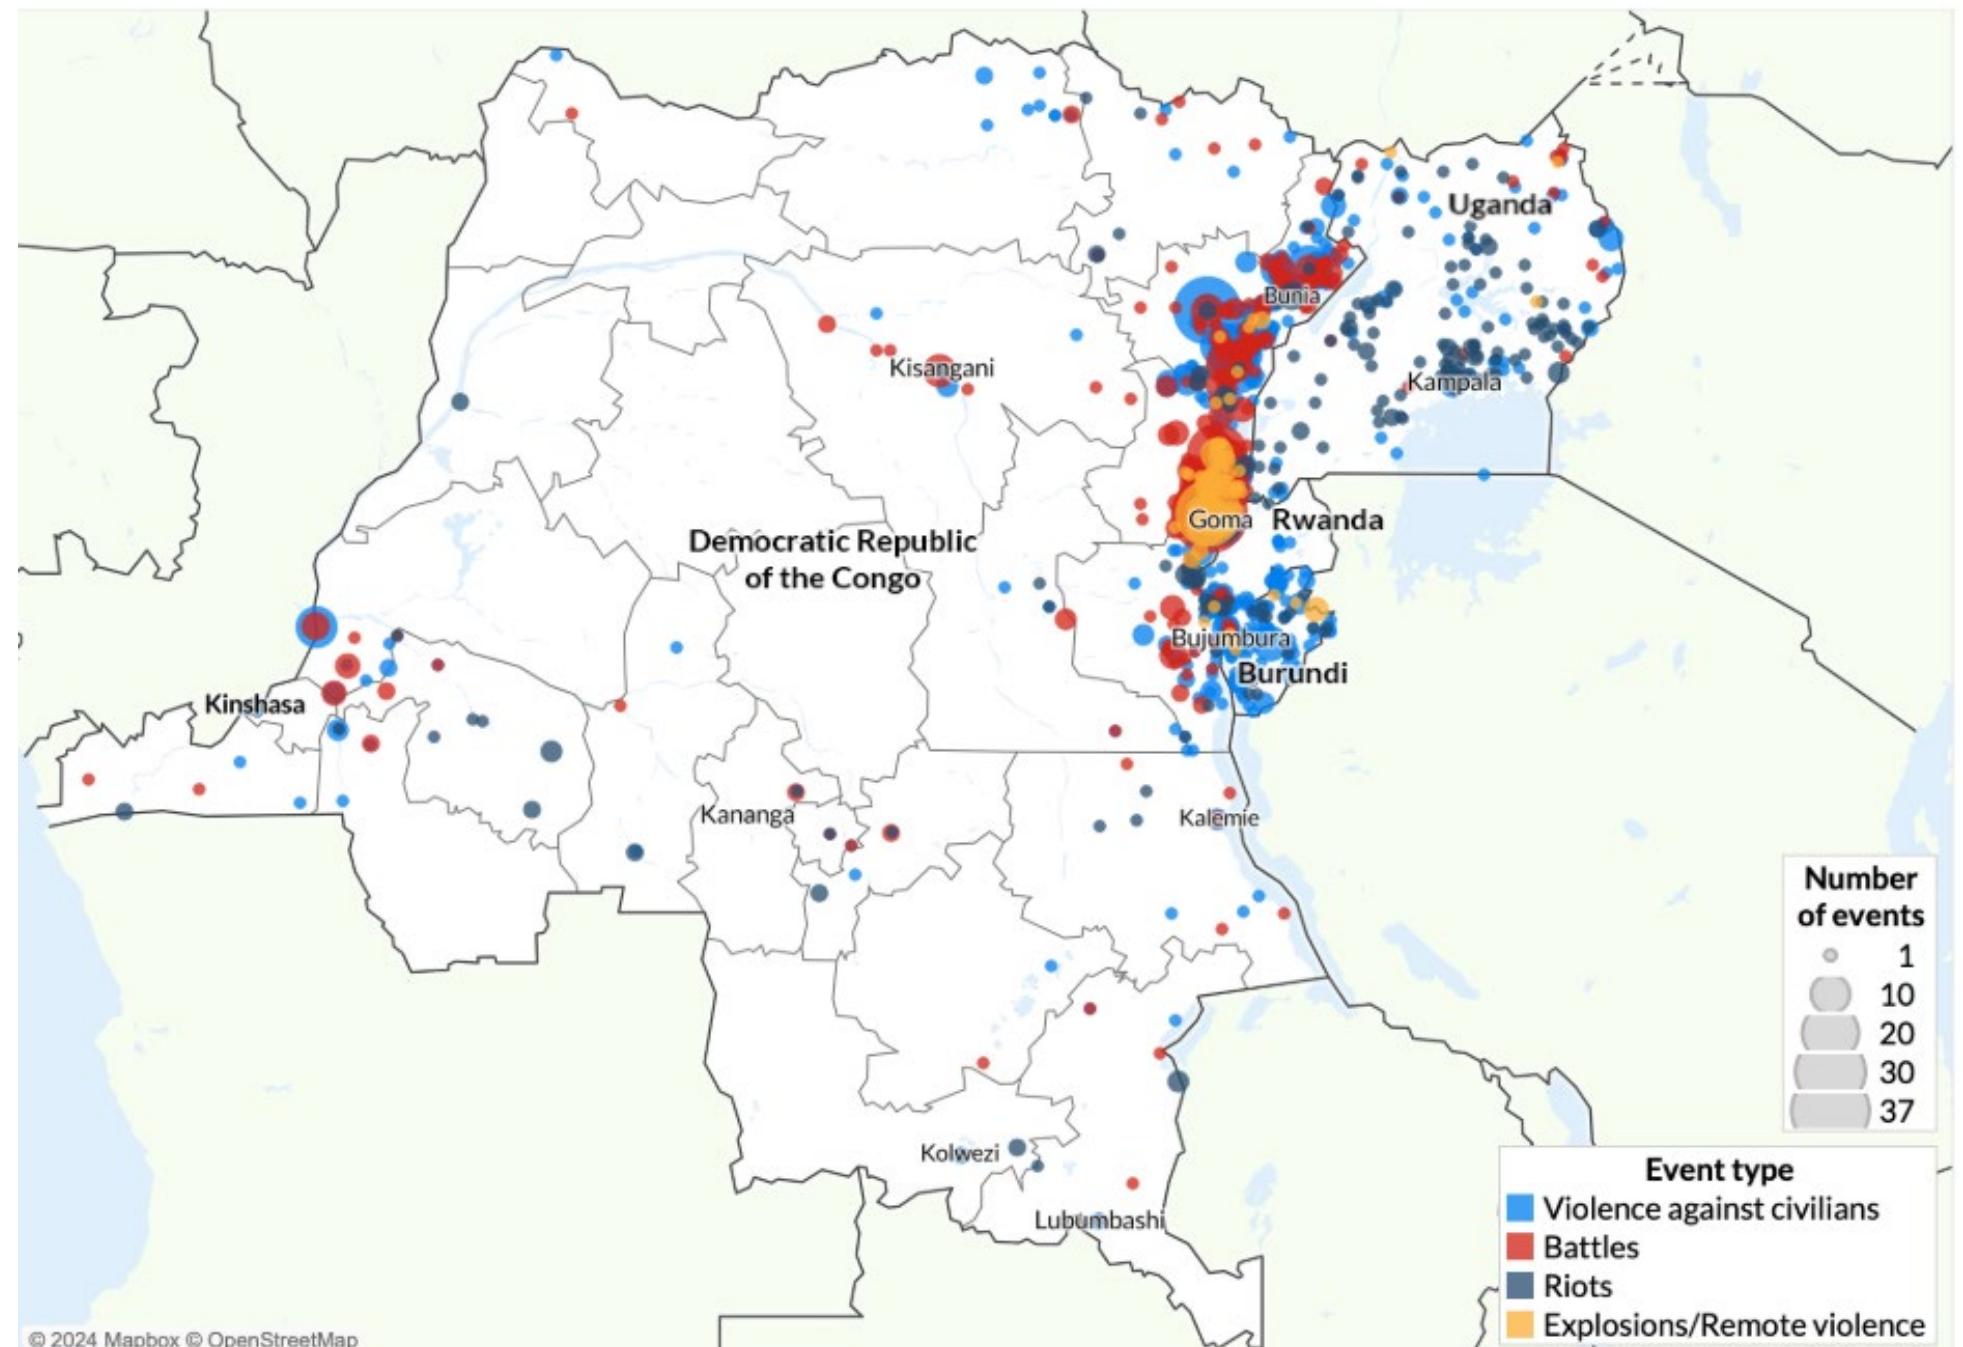 Uganda
Bunia
Kisangani
Kampala
Goma
Rwanda
Democratic Republic
of the Congo
Bujumbura
Burundi
Kinshasa
Kananga
Kalemie
Kolwezi
Lubumbashi
Number
of events
1
10
20
30
37
Event type
Violence against civilians
Battles
Riots
Explosions/Remote violence
© 2024 Mapbox © OpenStreetMap